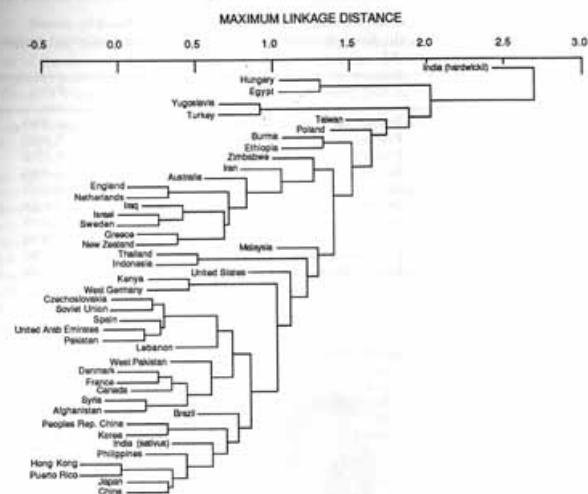 MAXIMUM LINKAGE DISTANCE
-0.5 0.0 0.5 1.0 1.5 2.0 2.5 3.0
India (hardwickii)
Hungary
Egypt
Yugoslavia
Turkey
Taiwan
Poland
Burma
Ethiopia
Zimbabwe
Iran
Australia
England
Netherlands
Iraq
Israel
Sweden
Greece
New Zealand
Malaysia
Thailand
Indonesia
United States
Kenya
West Germany
Czechoslovakia
Soviet Union
Spain
United Arab Emirates
Pakistan
Lebanon
West Pakistan
Denmark
France
Canada
Syria
Afghanistan
Brazil
Peoples Rep. China
Korea
India (sativus)
Philippines
Hong Kong
Puerto Rico
Japan
China